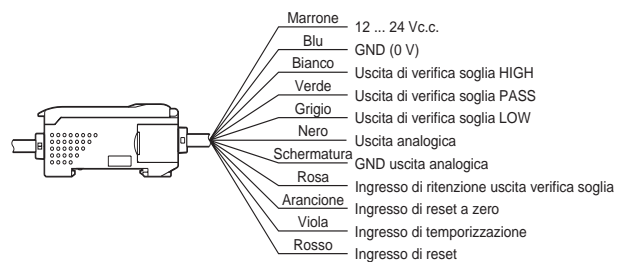 Marrone 12 ... 24 Vc.c.
Blu GND (0 V)
Bianco Uscita di verifica soglia HIGH
Verde Uscita di verifica soglia PASS
Grigio Uscita di verifica soglia LOW
Nero Uscita analogica
Schermatura GND uscita analogica
Rosa Ingresso di ritenzione uscita verifica soglia
Arancione Ingresso di reset a zero
Viola Ingresso di temporizzazione
Rosso Ingresso di reset